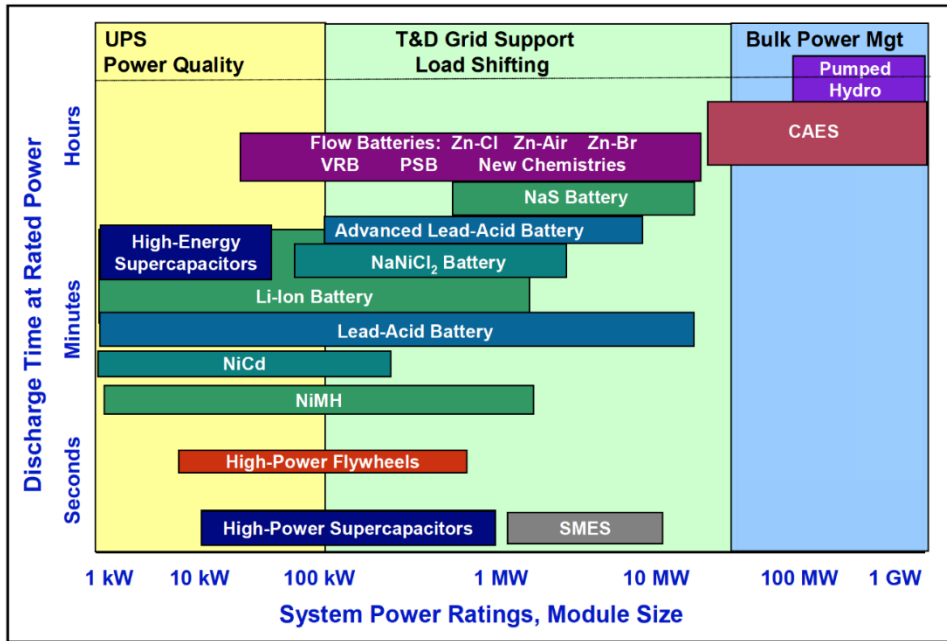 UPS
Power Quality
T&D Grid Support
Load Shifting
Bulk Power Mgt
Pumped
Hydro
CAES
Flow Batteries: Zn-Cl Zn-Air Zn-Br
VRB PSB New Chemistries
NaS Battery
Advanced Lead-Acid Battery
High-Energy
Supercapacitors
NaNiCl₂ Battery
Li-Ion Battery
Lead-Acid Battery
NiCd
NiMH
High-Power Flywheels
High-Power Supercapacitors
SMES
Discharge Time at Rated Power
Hours
Minutes
Seconds
1 kW 10 kW 100 kW 1 MW 10 MW 100 MW 1 GW
System Power Ratings, Module Size